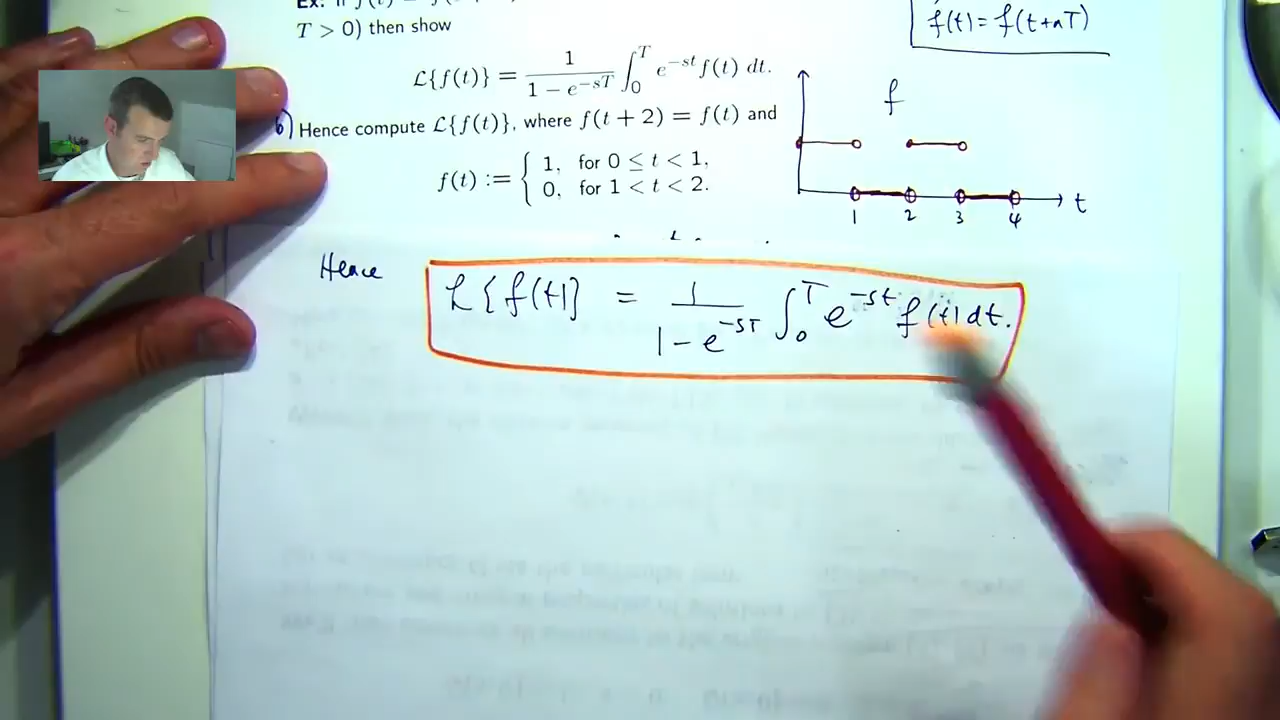 f(t) = f(t+nT)
T > 0) then show
L{f(t)} = 1 / (1 − e^{−sT}) ∫_0^T e^{−st} f(t) dt.
b) Hence compute L{f(t)}, where f(t + 2) = f(t) and
f(t) := { 1, for 0 ≤ t < 1,
0, for 1 < t < 2.
f
t
1 2 3 4
Hence
L{f(t)} = 1 / (1 − e^{−sT}) ∫_0^T e^{−st} f(t) dt.